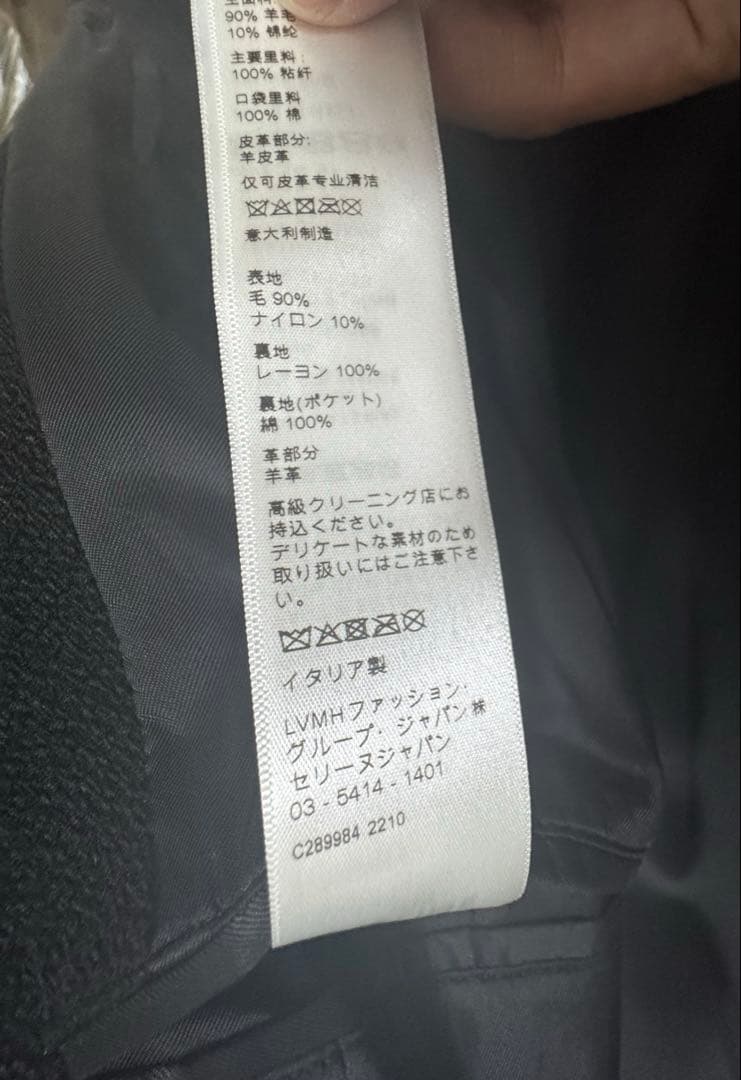 主面料:
90% 羊毛
10% 锦纶
主要里料:
100% 粘纤
口袋里料
100% 棉
皮革部分:
羊皮革
仅可皮革专业清洁
意大利制造
表地
毛 90%
ナイロン 10%
裏地
レーヨン 100%
裏地(ポケット)
綿 100%
革部分
羊革
高級クリーニング店にお
持込ください。
デリケートな素材のため
取り扱いにはご注意下さ
い。
イタリア製
LVMHファッション・
グループ・ジャパン株
セリーヌジャパン
03 - 5414 - 1401
C289984 2210